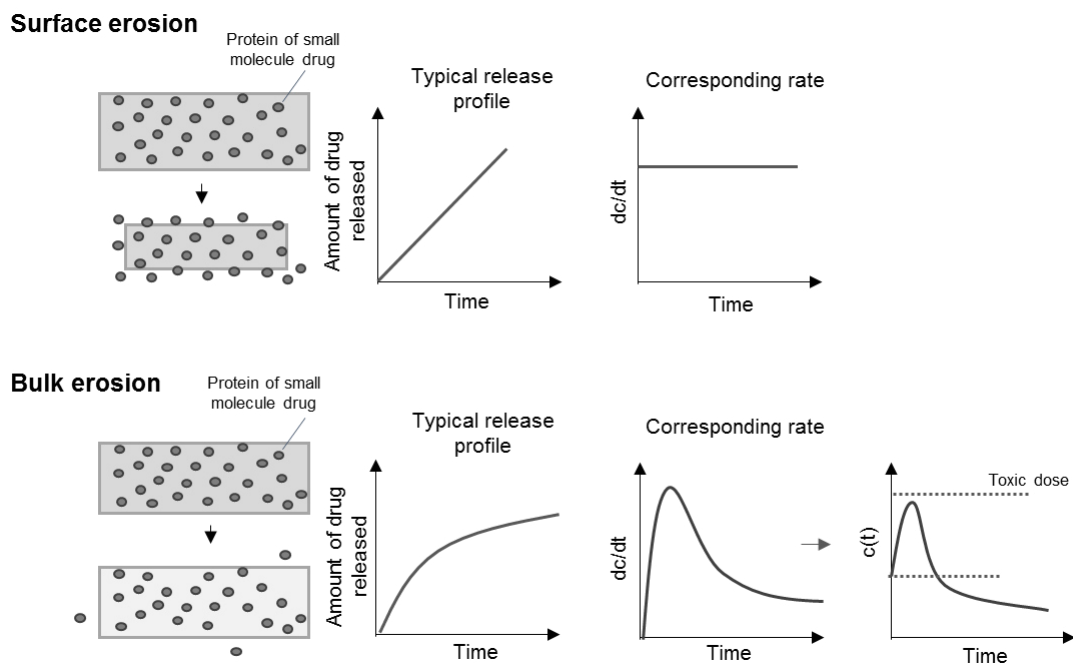 Surface erosion
Protein of small
molecule drug
Typical release
profile
Amount of drug
released
Time
Corresponding rate
dc/dt
Time
Bulk erosion
Protein of small
molecule drug
Typical release
profile
Amount of drug
released
Time
Corresponding rate
dc/dt
Time
Toxic dose
c(t)
Time